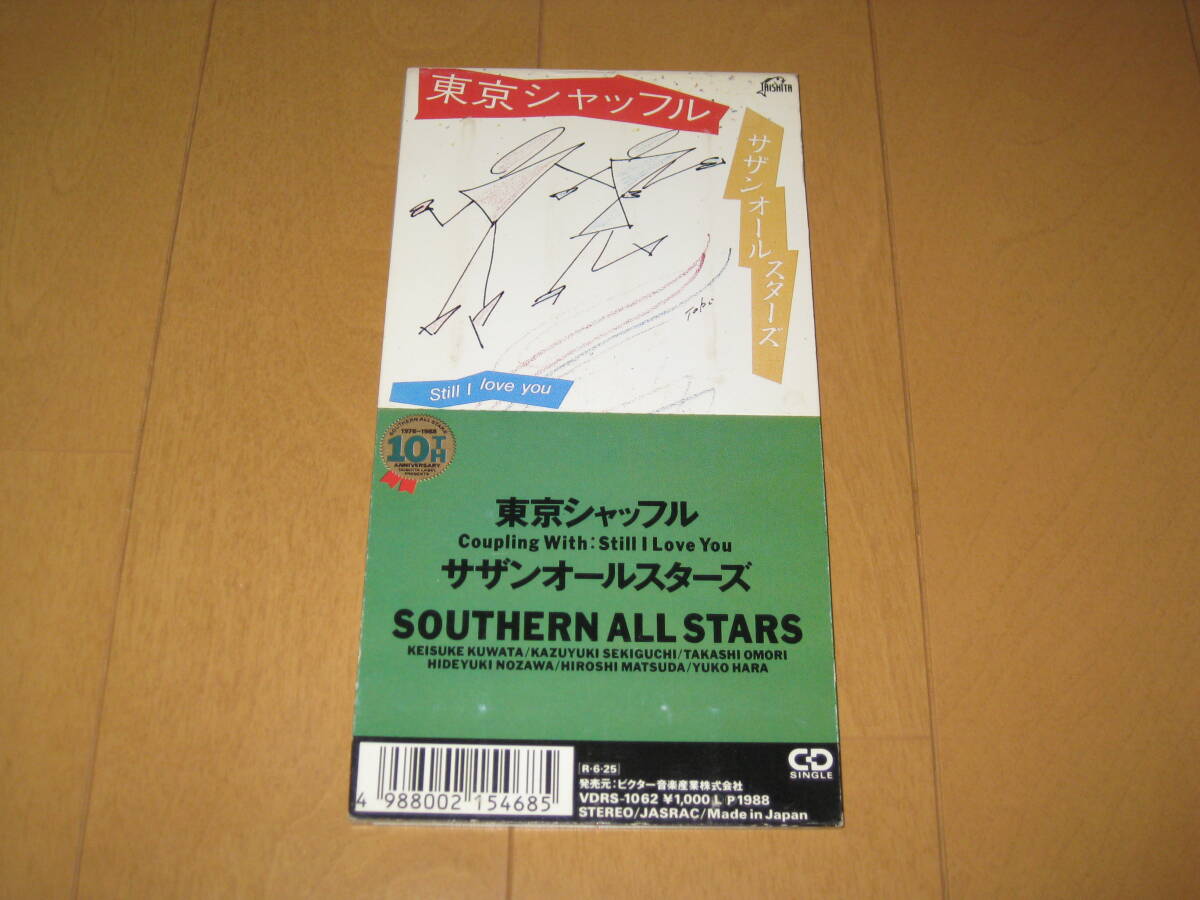 東京シャッフル
TAISHITA
サザンオールスターズ
Tobi
Still I love you
SOUTHERN ALL STARS
1978-1988
10TH
ANNIVERSARY
TAISHITA LABEL
PRESENTS
東京シャッフル
Coupling With: Still I Love You
サザンオールスターズ
SOUTHERN ALL STARS
KEISUKE KUWATA/KAZUYUKI SEKIGUCHI/TAKASHI OMORI
HIDEYUKI NOZAWA/HIROSHI MATSUDA/YUKO HARA
4 988002 154685
[R・6・25]
発売元:ビクター音楽産業株式会社
VDRS-1062 ¥1,000 L Ⓟ1988
STEREO/JASRAC/Made in Japan
CD
SINGLE